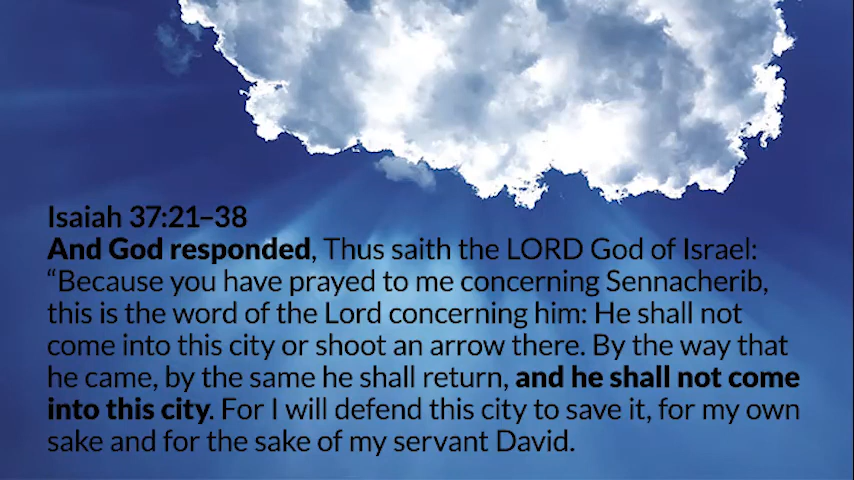 Isaiah 37:21–38
And God responded, Thus saith the LORD God of Israel:
“Because you have prayed to me concerning Sennacherib,
this is the word of the Lord concerning him: He shall not
come into this city or shoot an arrow there. By the way that
he came, by the same he shall return, and he shall not come
into this city. For I will defend this city to save it, for my own
sake and for the sake of my servant David.